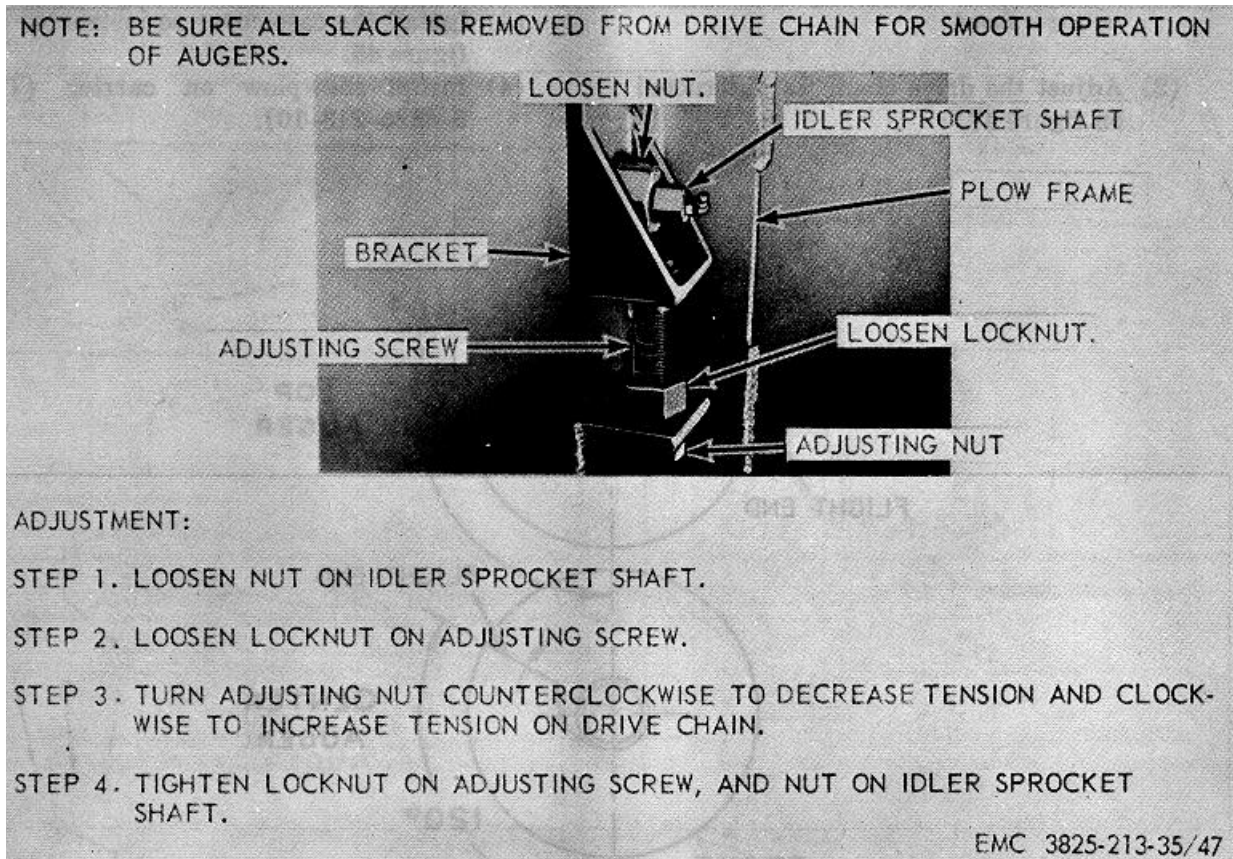 NOTE: BE SURE ALL SLACK IS REMOVED FROM DRIVE CHAIN FOR SMOOTH OPERATION
OF AUGERS.
LOOSEN NUT.
IDLER SPROCKET SHAFT
PLOW FRAME
BRACKET
LOOSEN LOCKNUT.
ADJUSTING SCREW
ADJUSTING NUT
ADJUSTMENT:
STEP 1. LOOSEN NUT ON IDLER SPROCKET SHAFT.
STEP 2. LOOSEN LOCKNUT ON ADJUSTING SCREW.
STEP 3. TURN ADJUSTING NUT COUNTERCLOCKWISE TO DECREASE TENSION AND CLOCK-
WISE TO INCREASE TENSION ON DRIVE CHAIN.
STEP 4. TIGHTEN LOCKNUT ON ADJUSTING SCREW, AND NUT ON IDLER SPROCKET
SHAFT.
EMC 3825-213-35/47